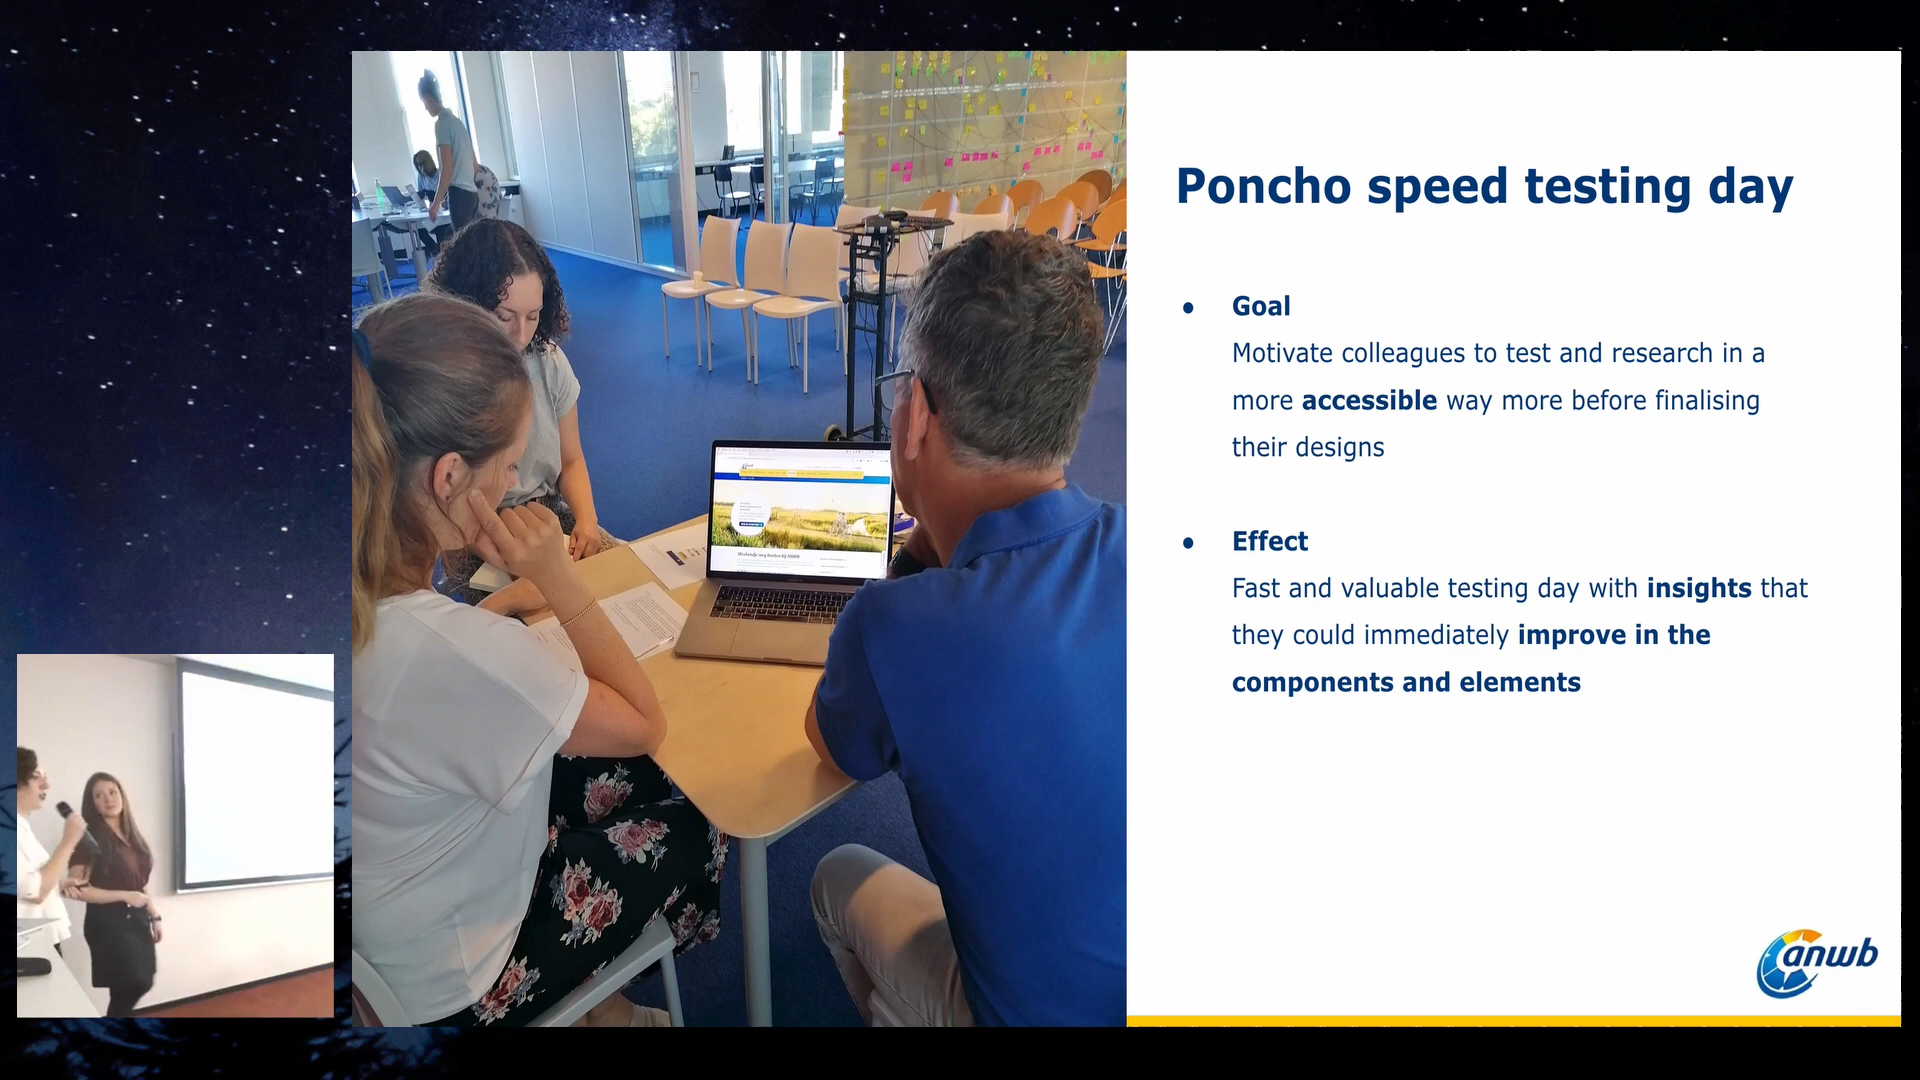 Poncho speed testing day
● Goal
Motivate colleagues to test and research in a
more accessible way more before finalising
their designs
● Effect
Fast and valuable testing day with insights that
they could immediately improve in the
components and elements
anwb